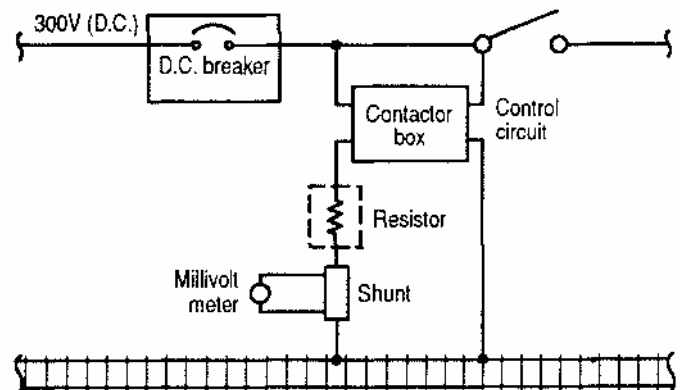 300V (D.C.)
D.C. breaker
Contactor
box
Control
circuit
Resistor
Millivolt
meter
Shunt